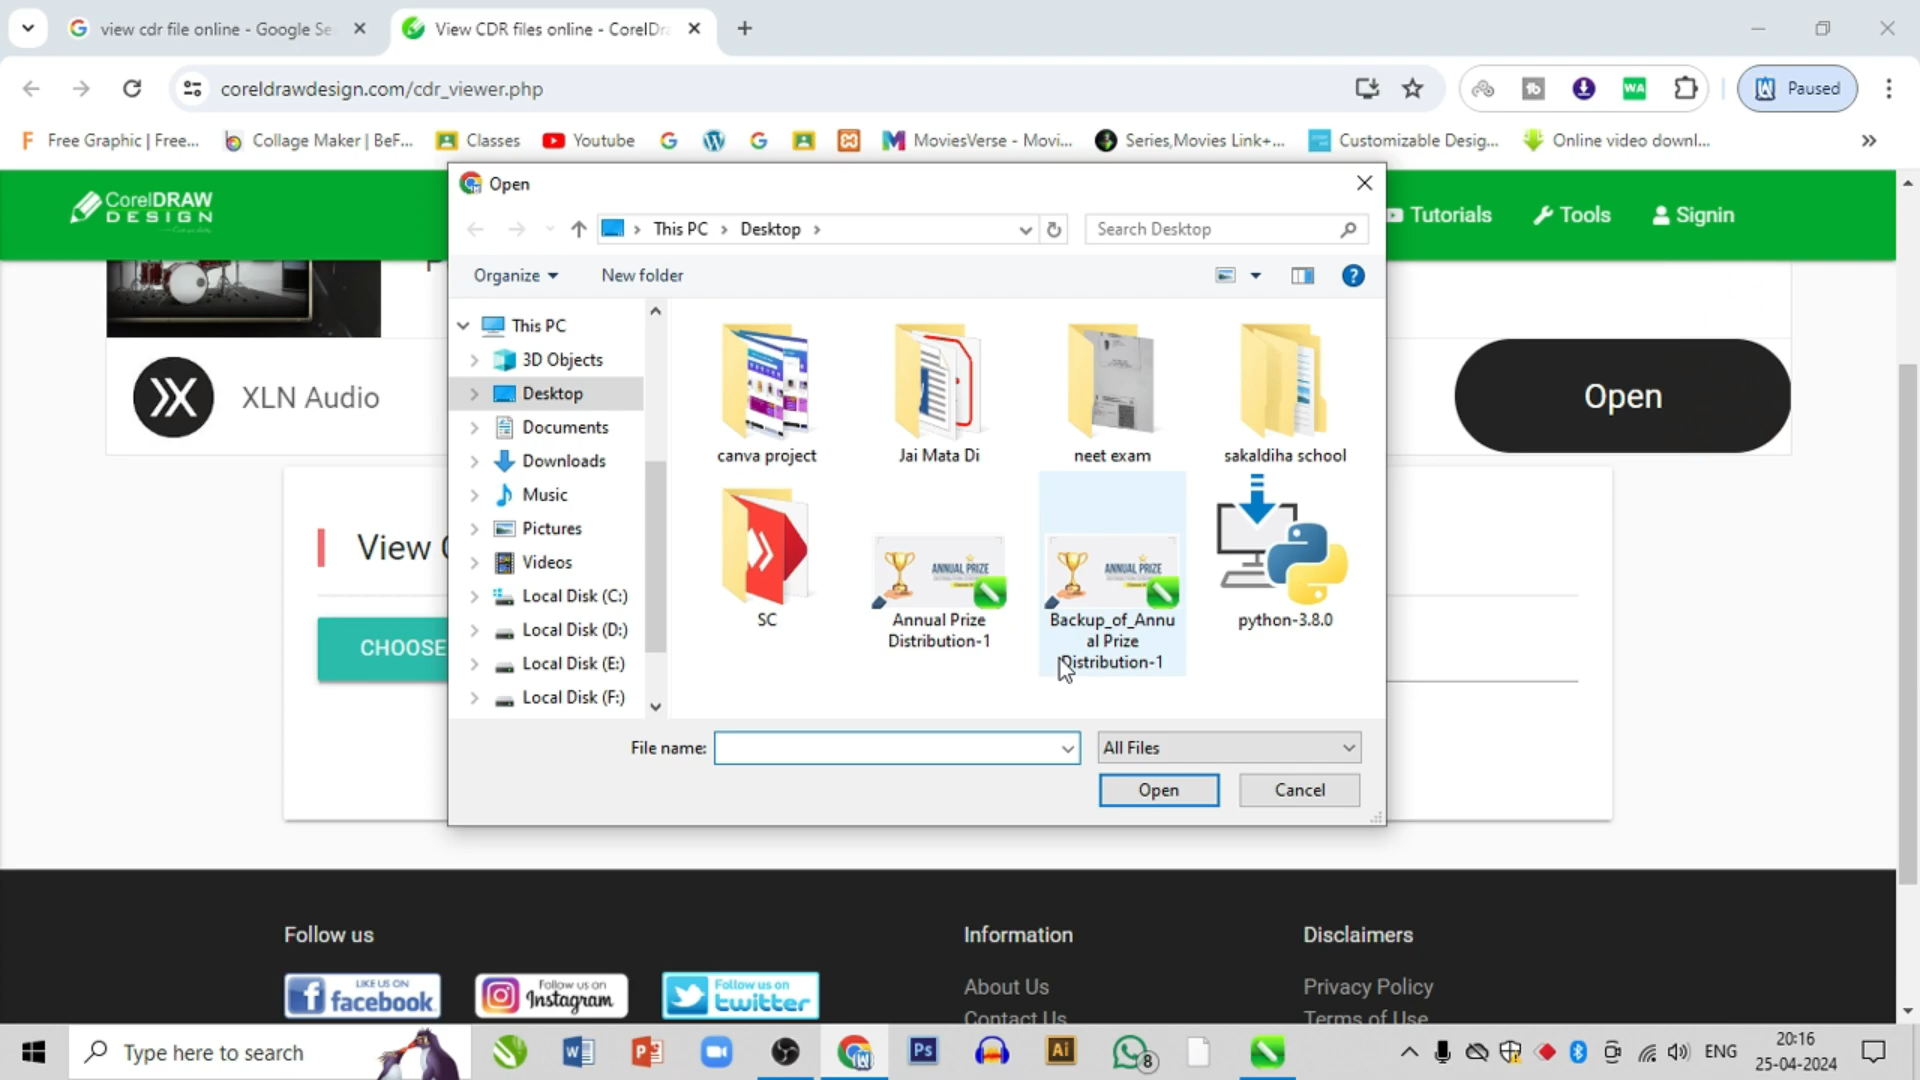 view cdr file online - Google Se
View CDR files online - CorelDr
coreldrawdesign.com/cdr_viewer.php
Paused
Free Graphic | Free...
Collage Maker | BeF...
Classes
Youtube
MoviesVerse - Movi...
Series,Movies Link+...
Customizable Desig...
Online video downl...
CorelDRAW
DESIGN
Tutorials
Tools
Signin
Open
This PC
Desktop
Search Desktop
Organize
New folder
This PC
3D Objects
Desktop
Documents
Downloads
Music
Pictures
Videos
Local Disk (C:)
Local Disk (D:)
Local Disk (E:)
Local Disk (F:)
canva project
Jai Mata Di
neet exam
sakaldiha school
SC
ANNUAL PRIZE
Annual Prize
Distribution-1
ANNUAL PRIZE
Backup_of_Annu
al Prize
Distribution-1
python-3.8.0
File name:
All Files
Open
Cancel
XLN Audio
Open
View
CHOOSE
Follow us
Information
Disclaimers
LIKE US ON
facebook
Follow us on
Instagram
Follow us on
twitter
About Us
Privacy Policy
Contact Us
Terms of Use
Type here to search
Ps
Ai
8
ENG
20:16
25-04-2024